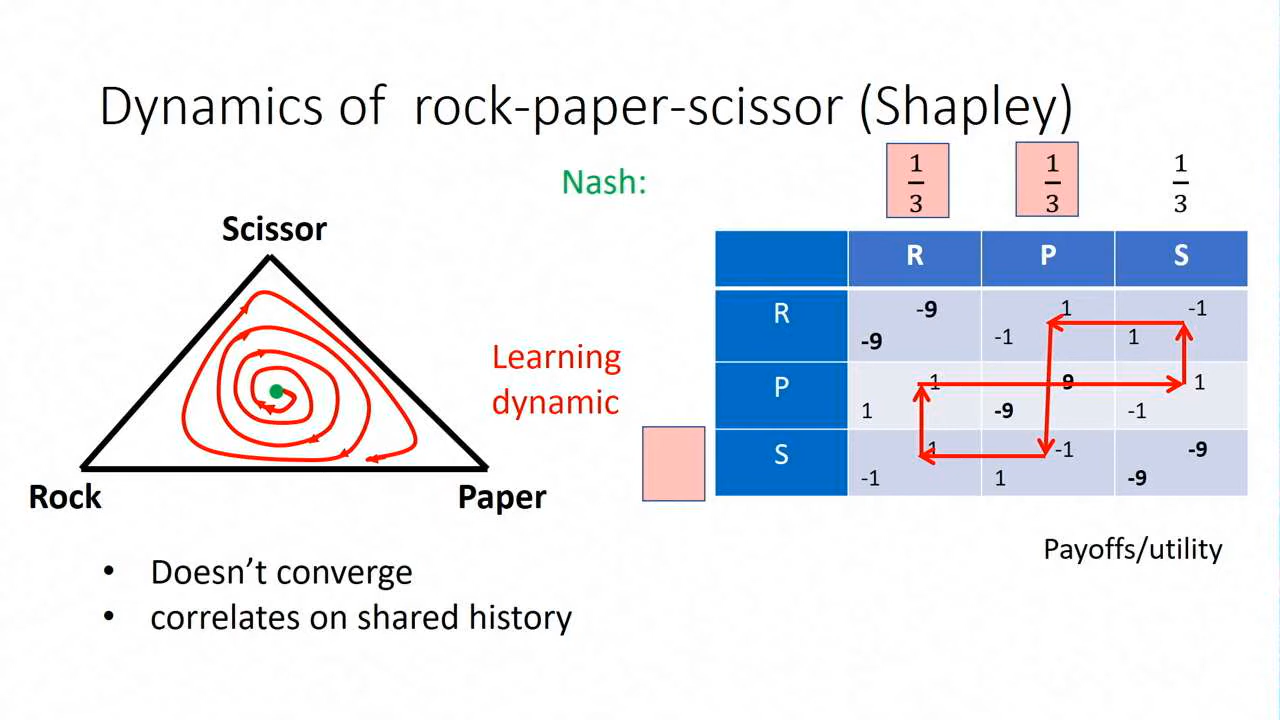 Dynamics of rock-paper-scissor (Shapley)
Nash:
1/3 1/3 1/3
Scissor
Rock
Paper
Learning
dynamic
R P S
R -9 1 -1
-9 -1 1
P 1 9 1
1 -9 -1
S 1 -1 -9
-1 1 -9
Payoffs/utility
• Doesn't converge
• correlates on shared history